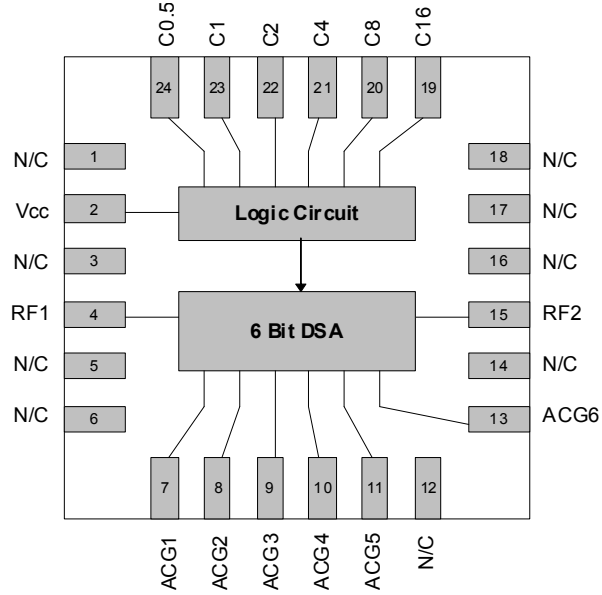 C0.5 C1 C2 C4 C8 C16
24 23 22 21 20 19
N/C 1 18 N/C
Vcc 2 Logic Circuit 17 N/C
N/C 3 16 N/C
RF1 4 6 Bit DSA 15 RF2
N/C 5 14 N/C
N/C 6 13 ACG6
7 8 9 10 11 12
ACG1 ACG2 ACG3 ACG4 ACG5 N/C